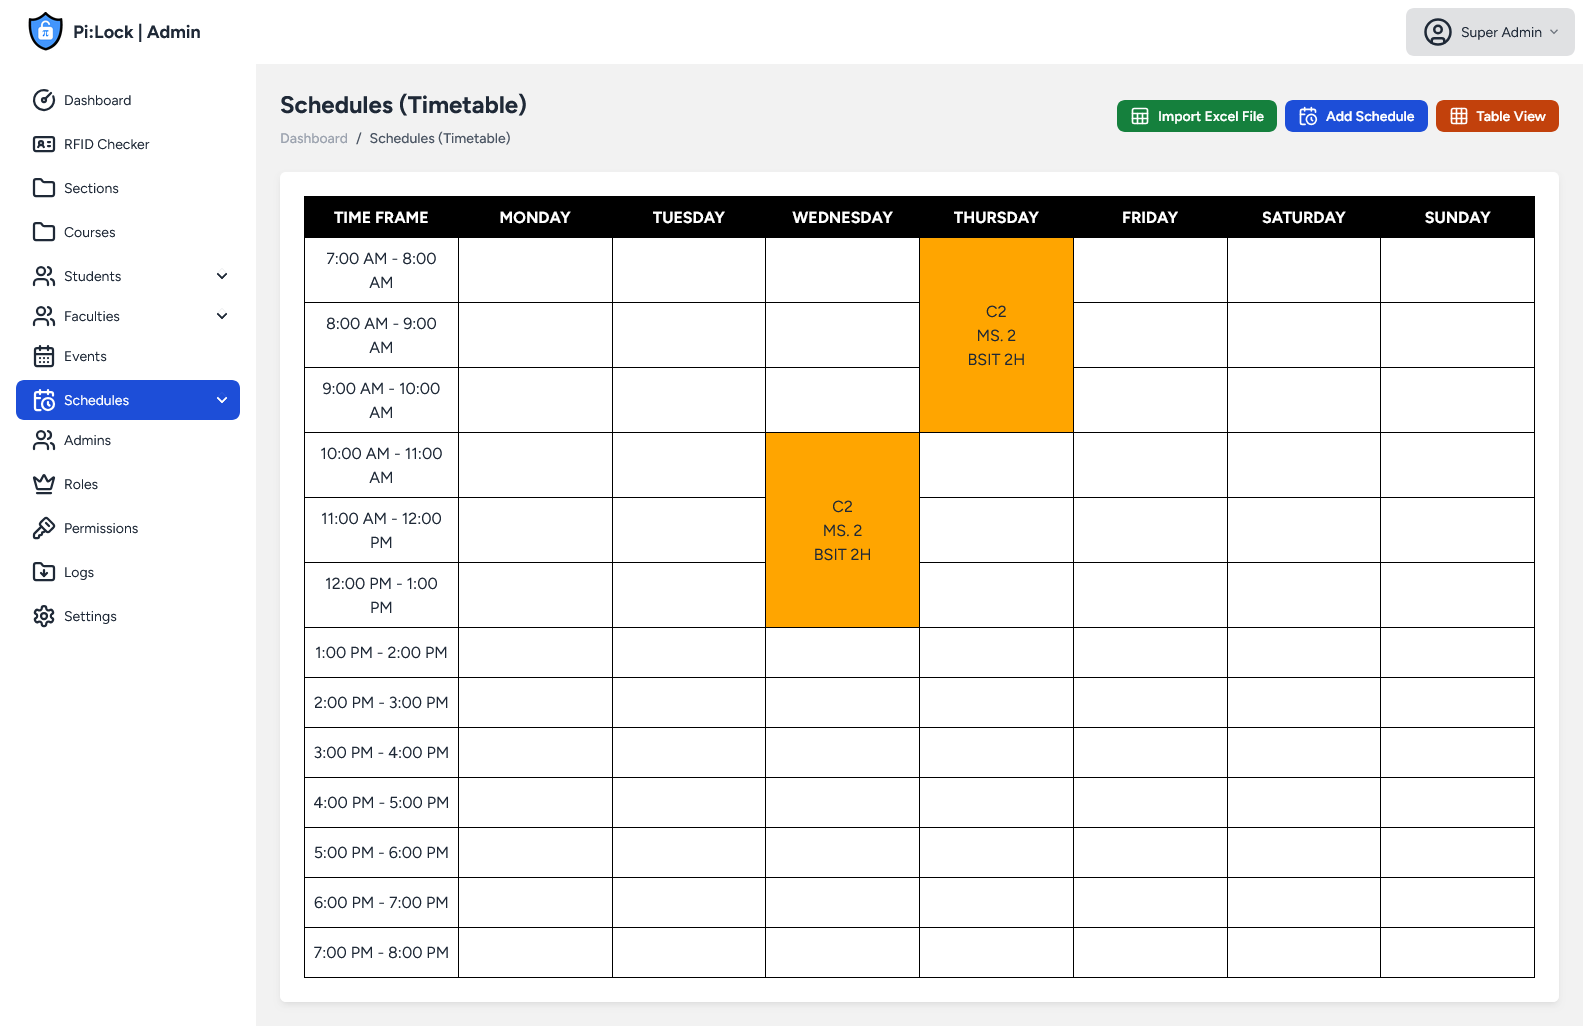 Pi:Lock | Admin
Super Admin
Dashboard
RFID Checker
Sections
Courses
Students
Faculties
Events
Schedules
Admins
Roles
Permissions
Logs
Settings
Schedules (Timetable)
Dashboard / Schedules (Timetable)
Import Excel File
Add Schedule
Table View
TIME FRAME MONDAY TUESDAY WEDNESDAY THURSDAY FRIDAY SATURDAY SUNDAY
7:00 AM - 8:00
AM
8:00 AM - 9:00
AM
9:00 AM - 10:00
AM
C2
MS. 2
BSIT 2H
10:00 AM - 11:00
AM
11:00 AM - 12:00
PM
12:00 PM - 1:00
PM
C2
MS. 2
BSIT 2H
1:00 PM - 2:00 PM
2:00 PM - 3:00 PM
3:00 PM - 4:00 PM
4:00 PM - 5:00 PM
5:00 PM - 6:00 PM
6:00 PM - 7:00 PM
7:00 PM - 8:00 PM